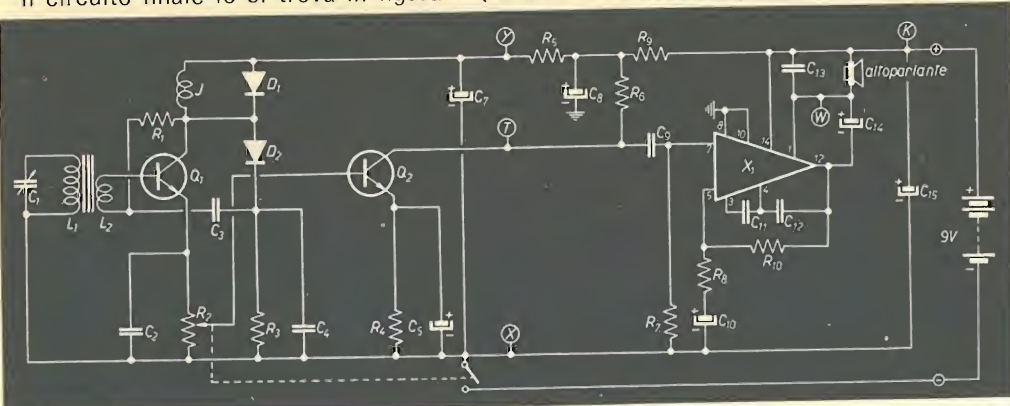 Il circuito finale lo si trova in figura
Y K
R5 R9 +
J D1 C13 altoparlante
C7 C8 R6 8 10 14
+ - + - W
R1 T C9 1 C14
D2 7 X1 12
C1 Q1 Q2 C15
L1 L2 5 3 4 9V
C3 C11 C12
R10
R8
C2 R2 R3 C4 R4 C5 R7 C10
X
-